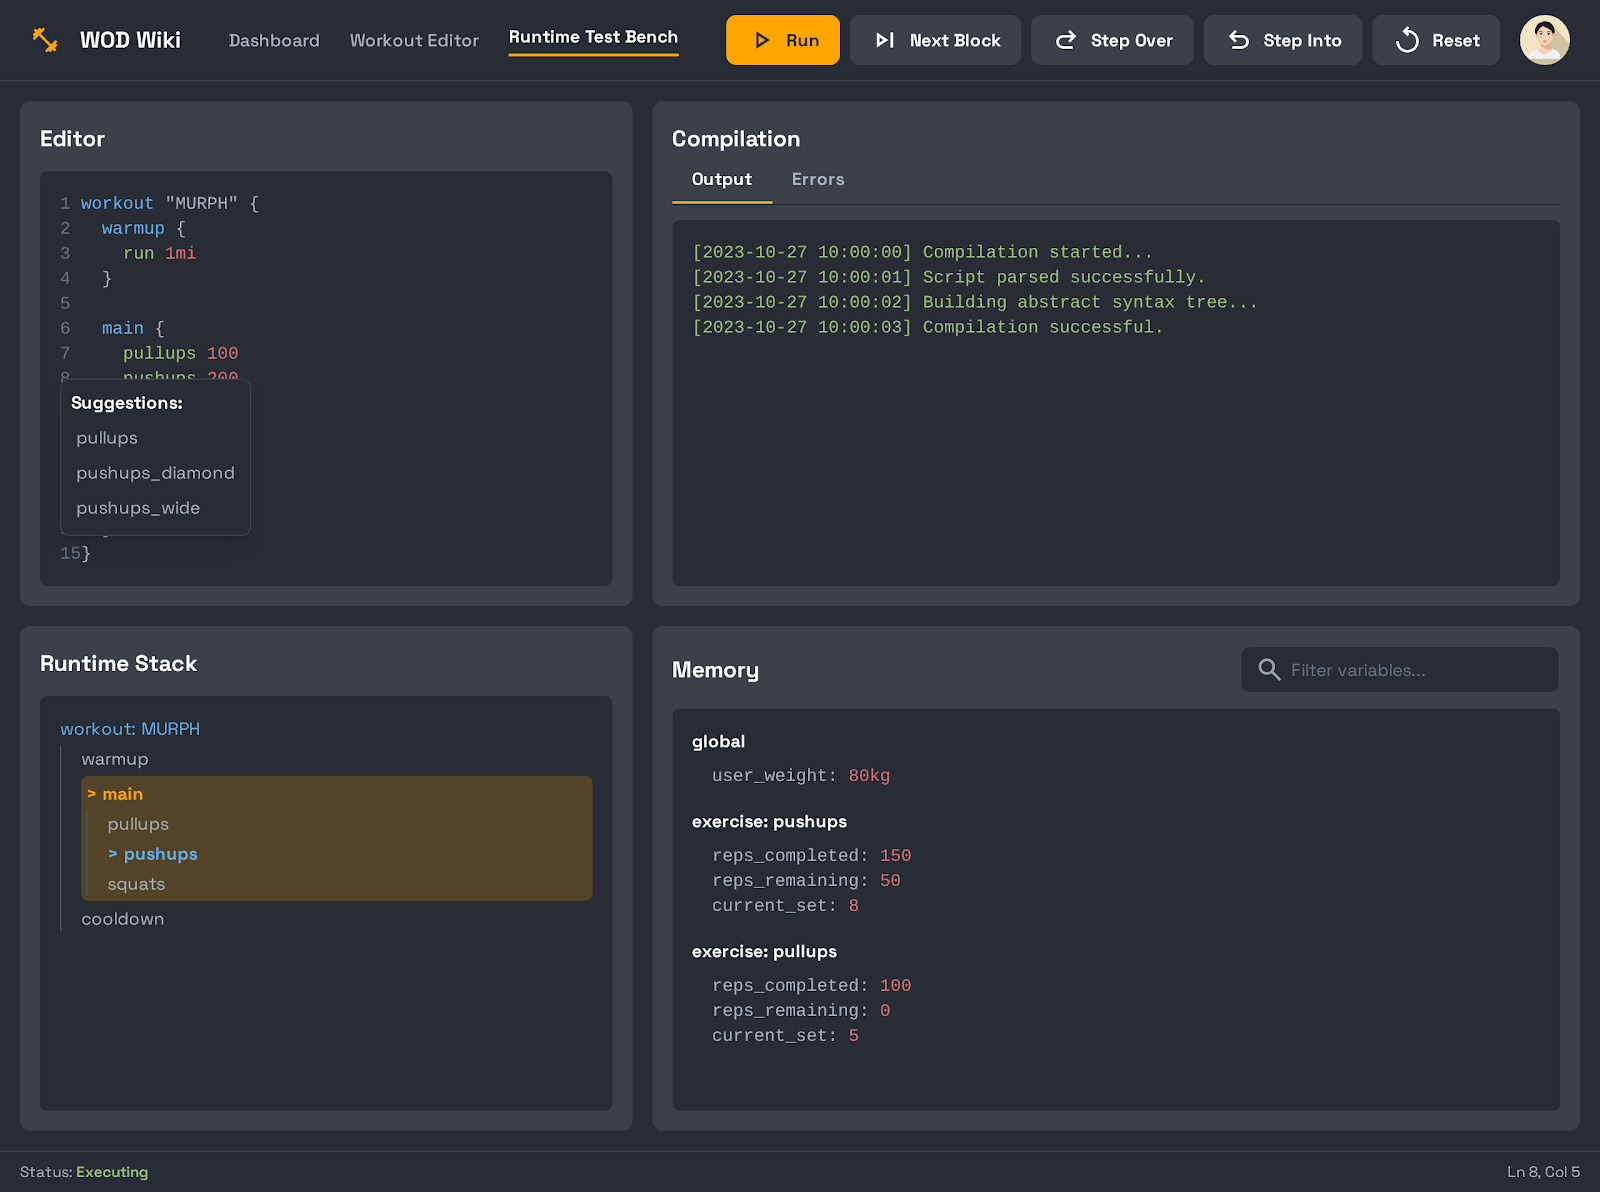 WOD Wiki
Dashboard
Workout Editor
Runtime Test Bench
Run
Next Block
Step Over
Step Into
Reset
Editor
1 workout "MURPH" {
2 warmup {
3 run 1mi
4 }
5
6 main {
7 pullups 100
8 pushups 200
Suggestions:
pullups
pushups_diamond
pushups_wide
15}
Compilation
Output
Errors
[2023-10-27 10:00:00] Compilation started...
[2023-10-27 10:00:01] Script parsed successfully.
[2023-10-27 10:00:02] Building abstract syntax tree...
[2023-10-27 10:00:03] Compilation successful.
Runtime Stack
workout: MURPH
warmup
> main
pullups
> pushups
squats
cooldown
Memory
Filter variables...
global
user_weight: 80kg
exercise: pushups
reps_completed: 150
reps_remaining: 50
current_set: 8
exercise: pullups
reps_completed: 100
reps_remaining: 0
current_set: 5
Status: Executing
Ln 8, Col 5